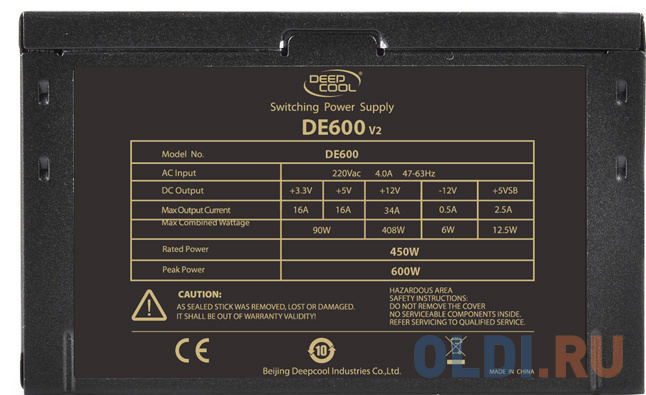 DEEP
COOL
Switching Power Supply
DE600 V2
Model No. DE600
AC Input 220Vac 4.0A 47-63Hz
DC Output +3.3V +5V +12V -12V +5VSB
Max Output Current 16A 16A 34A 0.5A 2.5A
Max Combined Wattage 90W 408W 6W 12.5W
Rated Power 450W
Peak Power 600W
CAUTION:
AS SEALED STICK WAS REMOVED, LOST OR DAMAGED.
IT SHALL BE OUT OF WARRANTY VALIDITY!
HAZARDOUS AREA
SAFETY INSTRUCTIONS:
DO NOT REMOVE THE COVER
NO SERVICEABLE COMPONENTS INSIDE.
REFER SERVICING TO QUALIFIED SERVICE.
CE
10
Beijing Deepcool Industries Co.,Ltd.
MADE IN CHINA
OLDI.RU